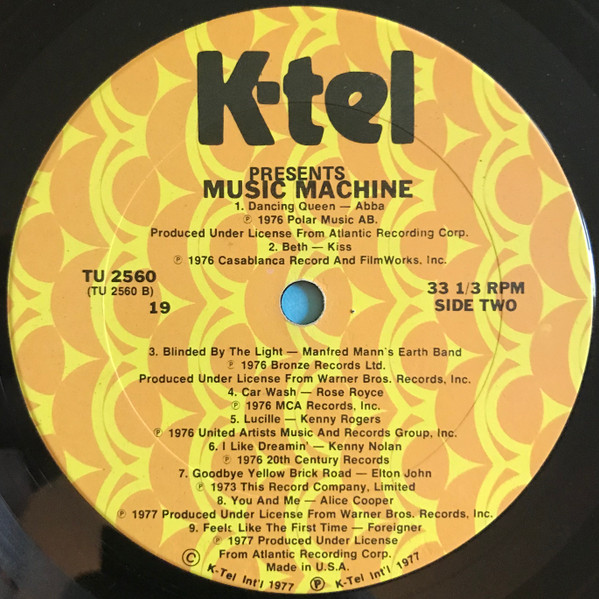 K-tel
PRESENTS
MUSIC MACHINE
1. Dancing Queen — Abba
℗ 1976 Polar Music AB.
Produced Under License From Atlantic Recording Corp.
2. Beth — Kiss
℗ 1976 Casablanca Record And FilmWorks, Inc.
TU 2560
(TU 2560 B)
19
33 1/3 RPM
SIDE TWO
3. Blinded By The Light — Manfred Mann's Earth Band
℗ 1976 Bronze Records Ltd.
Produced Under License From Warner Bros. Records, Inc.
4. Car Wash — Rose Royce
℗ 1976 MCA Records, Inc.
5. Lucille — Kenny Rogers
℗ 1976 United Artists Music And Records Group, Inc.
6. I Like Dreamin' — Kenny Nolan
℗ 1976 20th Century Records
7. Goodbye Yellow Brick Road — Elton John
℗ 1973 This Record Company, Limited
8. You And Me — Alice Cooper
℗ 1977 Produced Under License From Warner Bros. Records, Inc.
9. Feels Like The First Time — Foreigner
℗ 1977 Produced Under License
From Atlantic Recording Corp.
Made in U.S.A.
© K-Tel Int'l 1977 ℗ K-Tel Int'l 1977